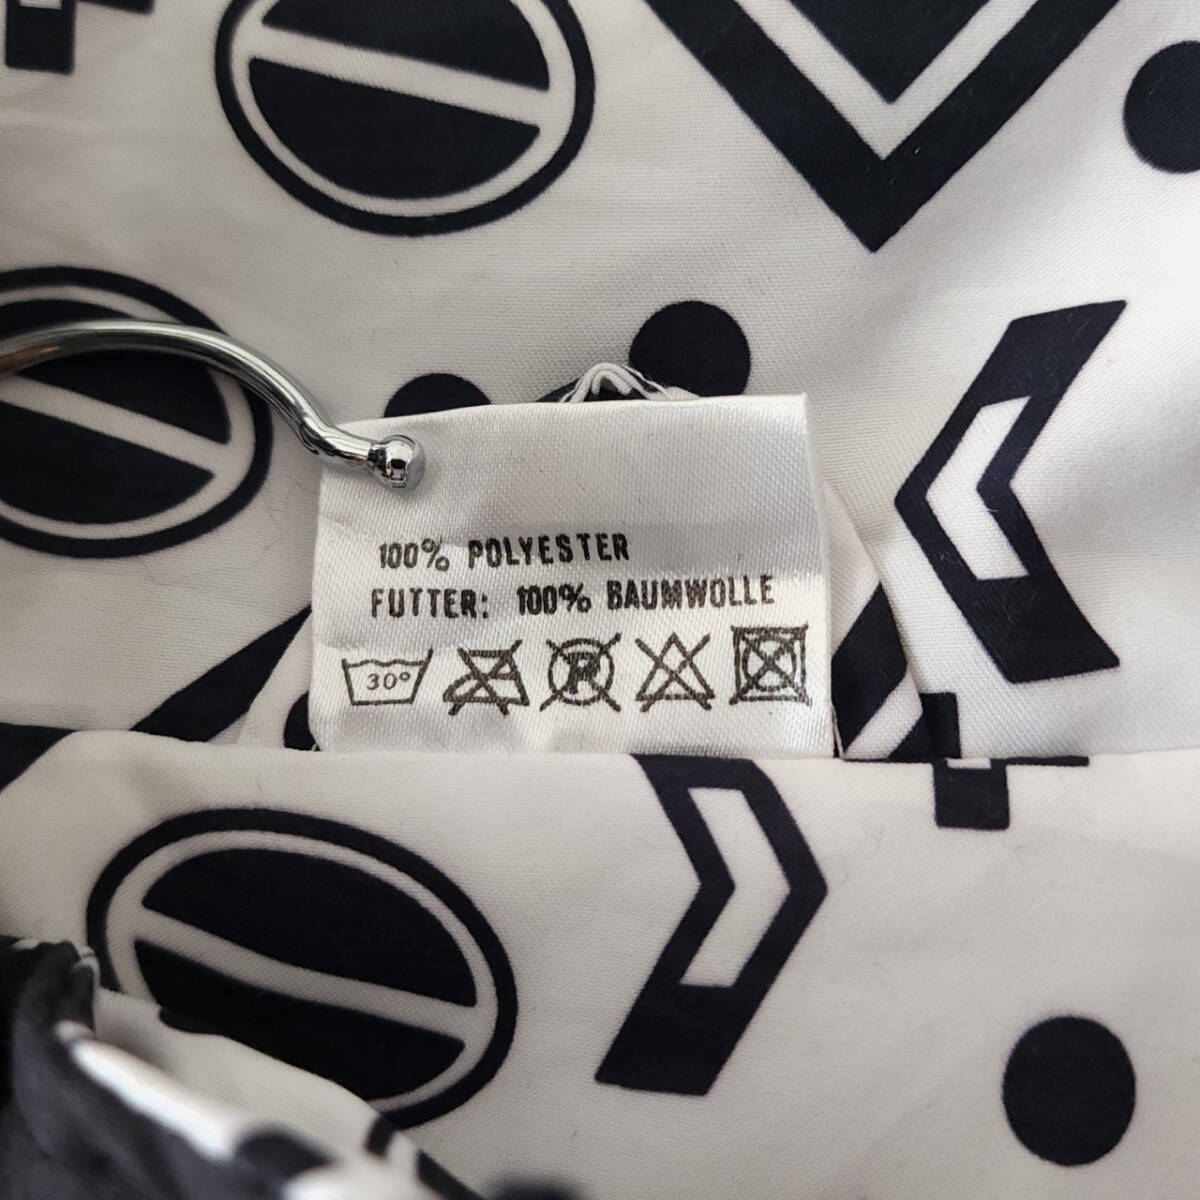 100% POLYESTER
FUTTER: 100% BAUMWOLLE
30° P